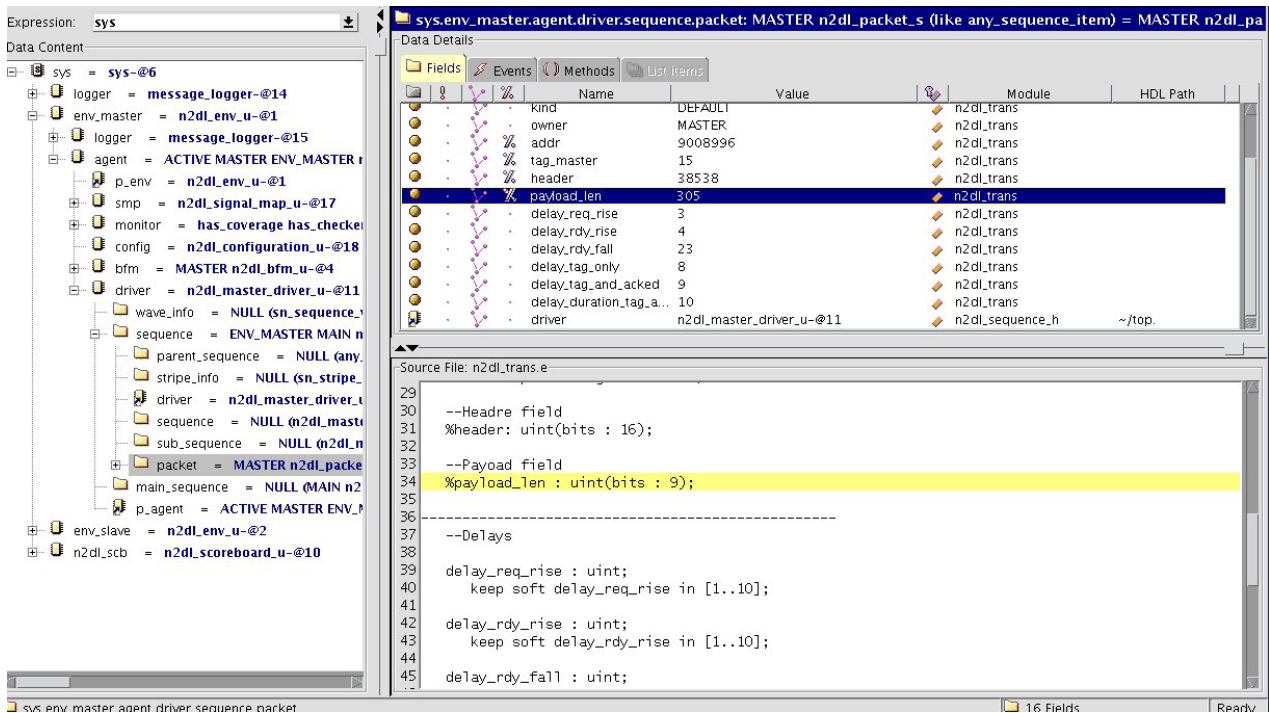 Expression: sys
Data Content
sys = sys-@6
logger = message_logger-@14
env_master = n2dl_env_u-@1
logger = message_logger-@15
agent = ACTIVE MASTER ENV_MASTER
p_env = n2dl_env_u-@1
smp = n2dl_signal_map_u-@17
monitor = has_coverage has_checke
config = n2dl_configuration_u-@18
bfm = MASTER n2dl_bfm_u-@4
driver = n2dl_master_driver_u-@11
wave_info = NULL (sn_sequence_
sequence = ENV_MASTER MAIN n
parent_sequence = NULL (any_
stripe_info = NULL (sn_stripe_
driver = n2dl_master_driver_
sequence = NULL (n2dl_mast
sub_sequence = NULL (n2dl_
packet = MASTER n2dl_packe
main_sequence = NULL (MAIN n2
p_agent = ACTIVE MASTER ENV_
env_slave = n2dl_env_u-@2
n2dl_scb = n2dl_scoreboard_u-@10
sys.env_master.agent.driver.sequence.packet: MASTER n2dl_packet_s (like any_sequence_item) = MASTER n2dl_pa
Data Details
Fields Events Methods List items
! % Name Value Module HDL Path
kind DEFAULT n2dl_trans
owner MASTER n2dl_trans
% addr 9008996 n2dl_trans
% tag_master 15 n2dl_trans
% header 38538 n2dl_trans
% payload_len 305 n2dl_trans
delay_req_rise 3 n2dl_trans
delay_rdy_rise 4 n2dl_trans
delay_rdy_fall 23 n2dl_trans
delay_tag_only 8 n2dl_trans
delay_tag_and_acked 9 n2dl_trans
delay_duration_tag_a... 10 n2dl_trans
driver n2dl_master_driver_u-@11 n2dl_sequence_h ~/top.
Source File: n2dl_trans.e
29
30 --Headre field
31 %header: uint(bits : 16);
32
33 --Payoad field
34 %payload_len : uint(bits : 9);
35
36 --------------------------------------------------
37 --Delays
38
39 delay_req_rise : uint;
40 keep soft delay_req_rise in [1..10];
41
42 delay_rdy_rise : uint;
43 keep soft delay_rdy_rise in [1..10];
44
45 delay_rdy_fall : uint;
sys.env_master.agent.driver.sequence.packet 16 Fields Ready